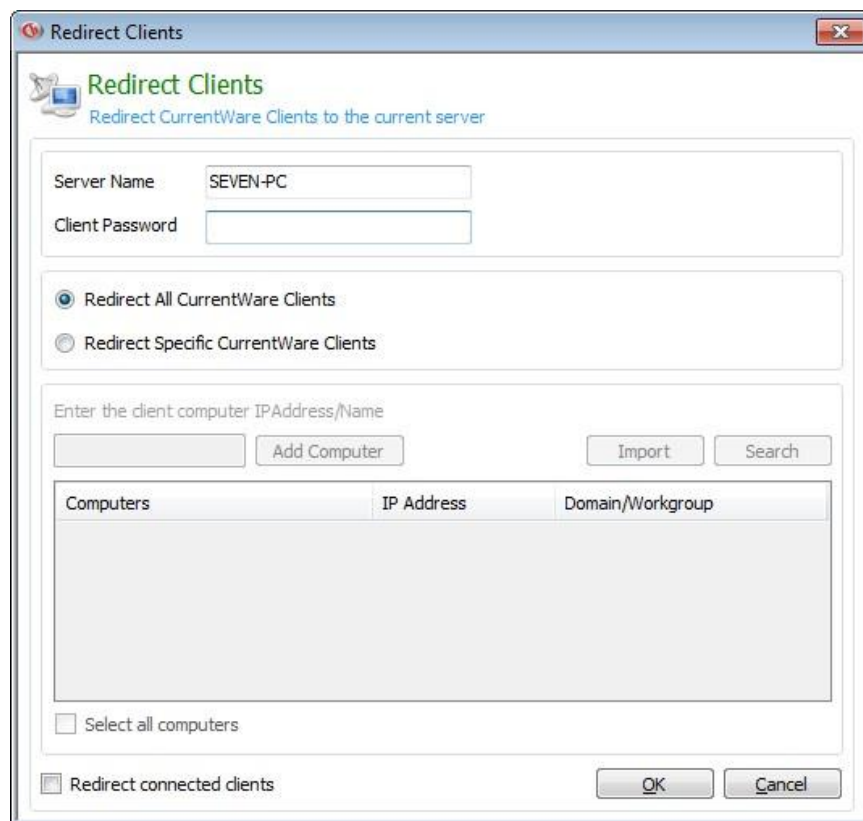 Redirect Clients
Redirect Clients
Redirect CurrentWare Clients to the current server
Server Name SEVEN-PC
Client Password
Redirect All CurrentWare Clients
Redirect Specific CurrentWare Clients
Enter the client computer IPAddress/Name
Add Computer Import Search
Computers IP Address Domain/Workgroup
Select all computers
Redirect connected clients OK Cancel